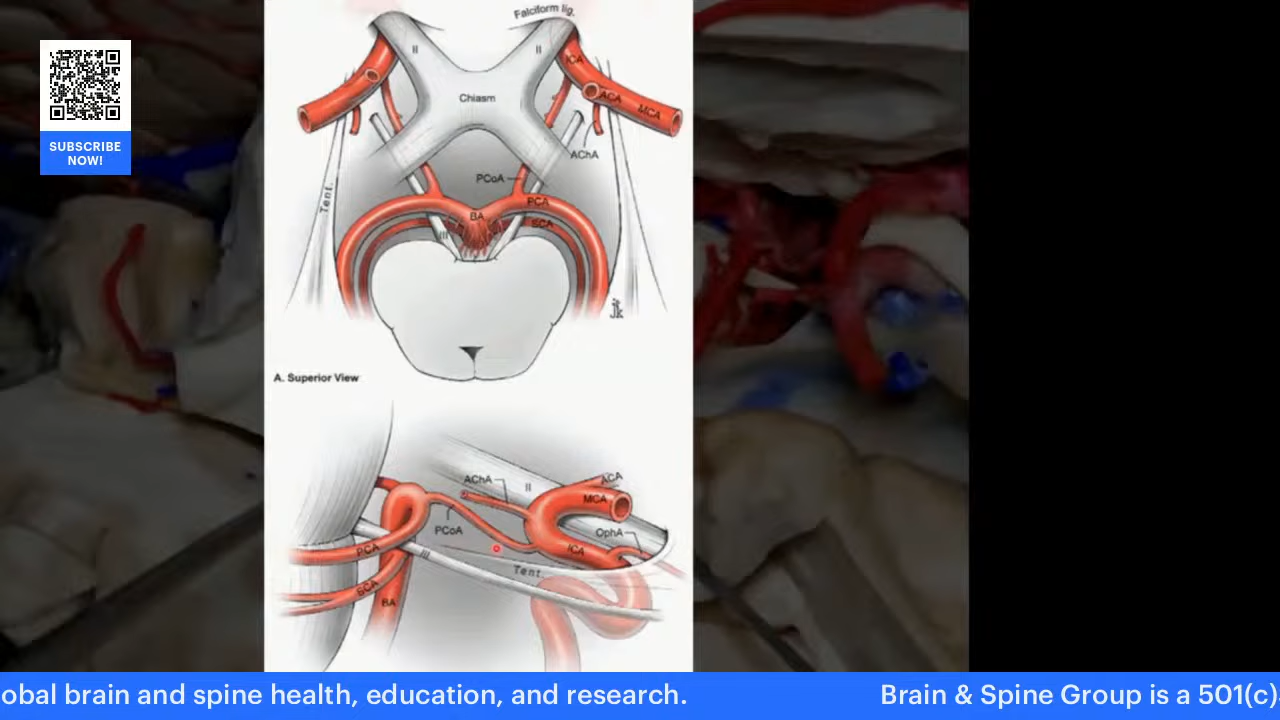 SUBSCRIBE
NOW!
Falciform lig.
II
II
ICA
Chiasm
ACA
MCA
AChA
PCoA
Tent.
PCA
BA
SCA
III
jk
A. Superior View
AChA
II
ACA
MCA
PCoA
OphA
PCA
III
ICA
Tent.
SCA
BA
obal brain and spine health, education, and research.
Brain & Spine Group is a 501(c)